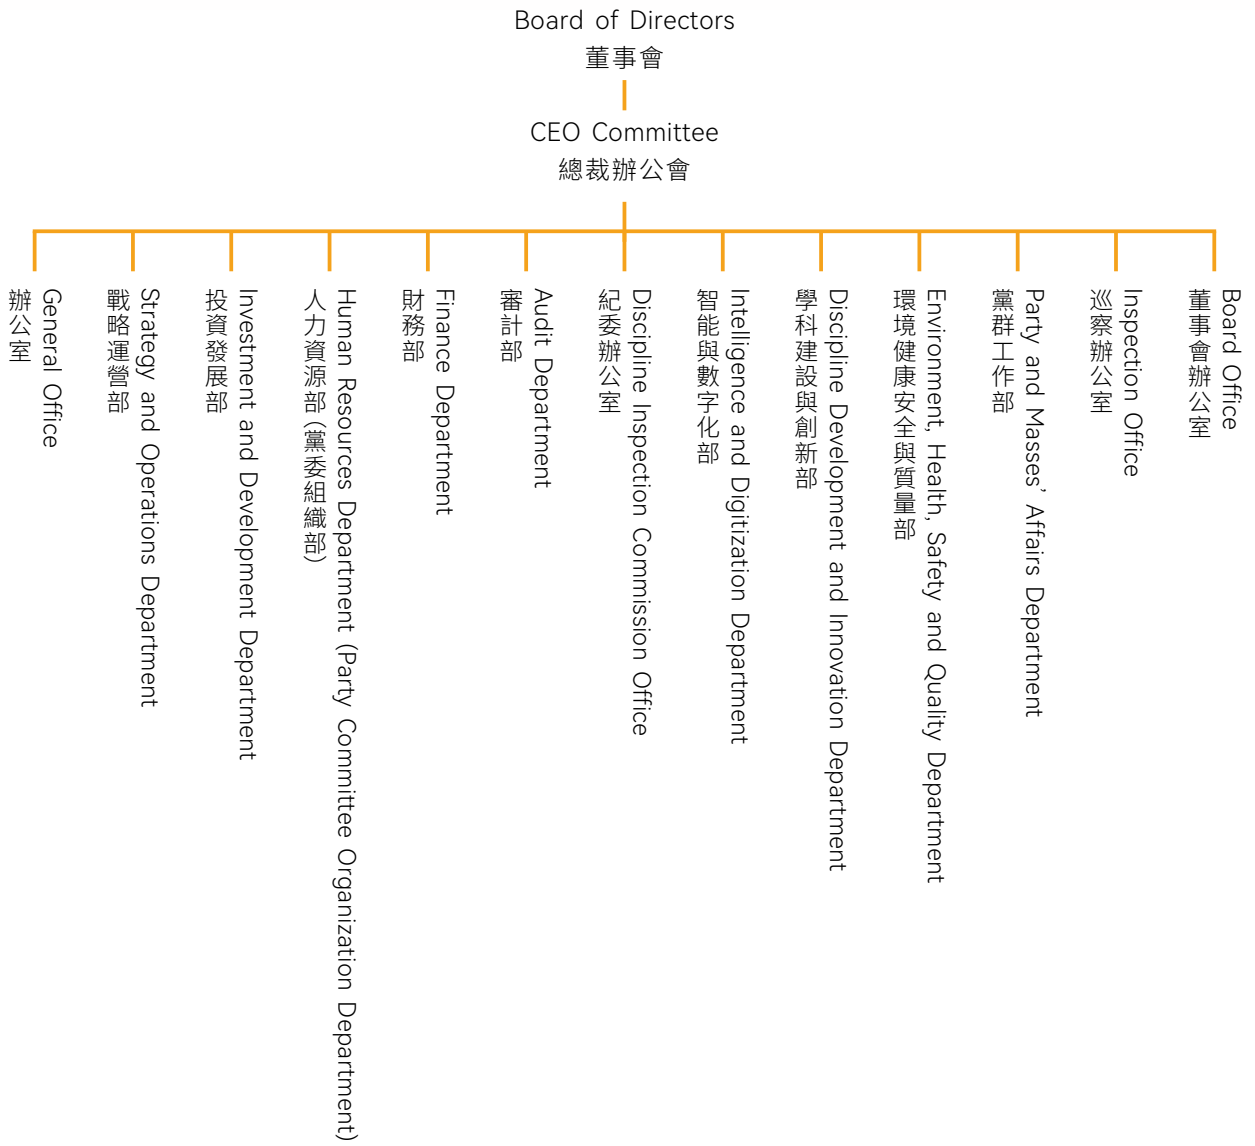 Board of Directors
董事會
CEO Committee
總裁辦公會
General Office
辦公室
Strategy and Operations Department
戰略運營部
Investment and Development Department
投資發展部
Human Resources Department (Party Committee Organization Department)
人力資源部(黨委組織部)
Finance Department
財務部
Audit Department
審計部
Discipline Inspection Commission Office
紀委辦公室
Intelligence and Digitization Department
智能與數字化部
Discipline Development and Innovation Department
學科建設與創新部
Environment, Health, Safety and Quality Department
環境健康安全與質量部
Party and Masses’ Affairs Department
黨群工作部
Inspection Office
巡察辦公室
Board Office
董事會辦公室